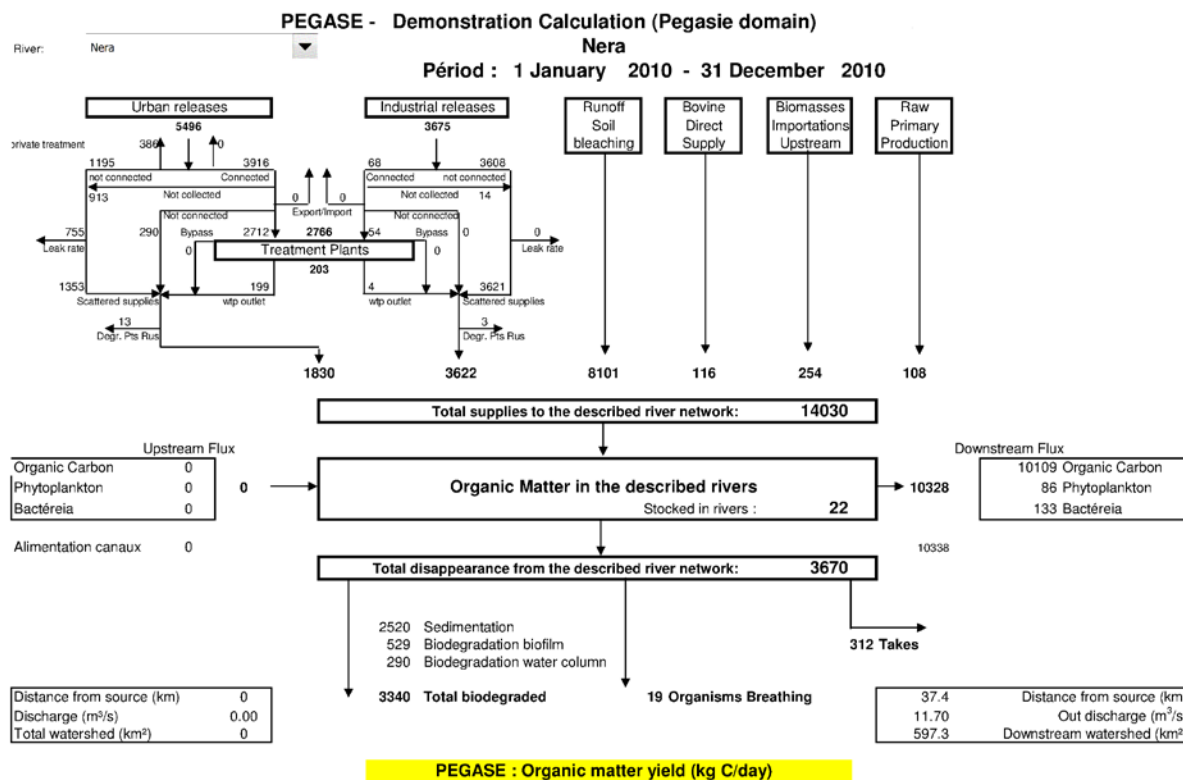 PEGASE - Demonstration Calculation (Pegasie domain)
River: Nera
Nera
Périod : 1 January 2010 - 31 December 2010
Urban releases
Industrial releases
Runoff
Soil
bleaching)
Bovine
Direct
Supply
Biomasses
Importations
Upstream
Raw
Primary
Production
5496
3675
private treatment
386
0
1195
3916
68
3608
not connected
Connected
Connected
not connected
913
Not collected
0
0
Not collected
14
Not connected
Export/Import
Not connected
755
290
Bypass
2712
2766
54
Bypass
0
0
Leak rate
0
Treatment Plants
0
Leak rate
203
1353
199
4
3621
Scattered supplies
wtp outlet
wtp outlet
Scattered supplies
13
3
Degr. Pts Rus
Degr. Pts Rus
1830
3622
8101
116
254
108
Total supplies to the described river network: 14030
Upstream Flux
Downstream Flux
Organic Carbon 0
Phytoplankton 0
Bactéreia 0
0
Organic Matter in the described rivers
Stocked in rivers : 22
10328
10109 Organic Carbon
86 Phytoplankton
133 Bactéreia
Alimentation canaux 0
10338
Total disappearance from the described river network: 3670
2520 Sedimentation
529 Biodegradation biofilm
290 Biodegradation water column
312 Takes
3340 Total biodegraded
19 Organisms Breathing
Distance from source (km) 0
Discharge (m³/s) 0.00
Total watershed (km²) 0
37.4 Distance from source (km
11.70 Out discharge (m³/s
597.3 Downstream watershed (km²
PEGASE : Organic matter yield (kg C/day)